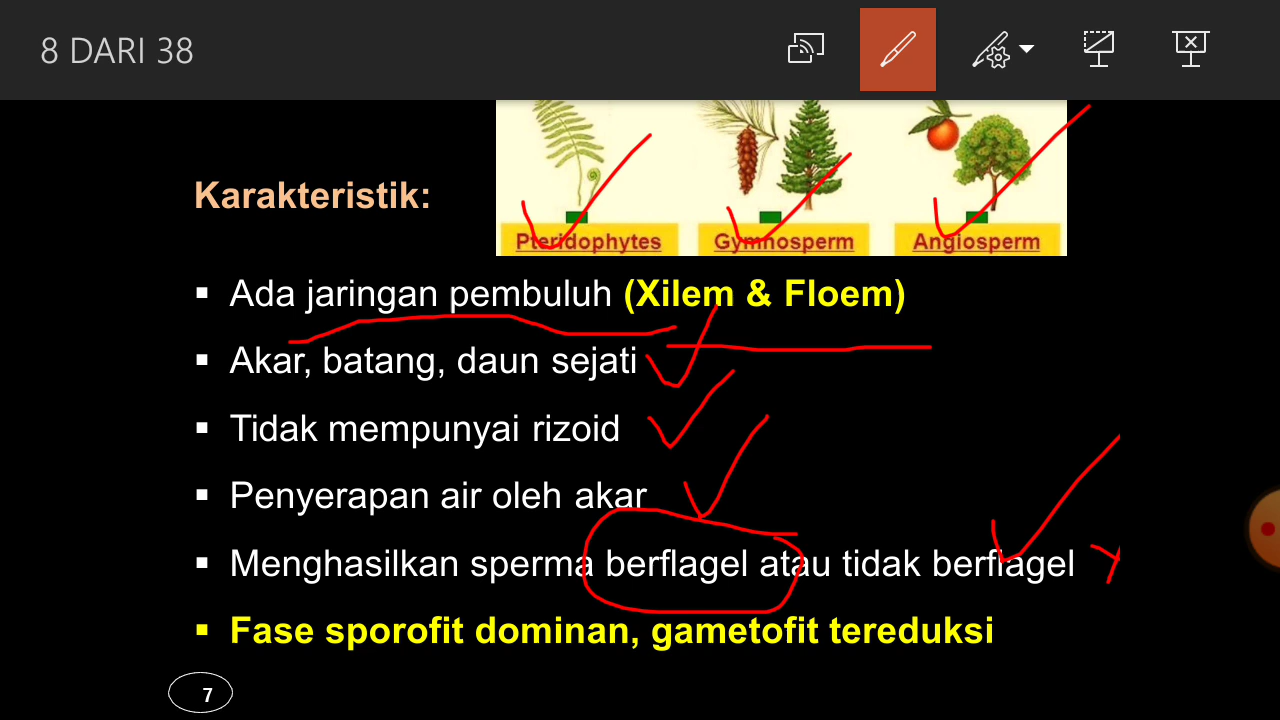 8 DARI 38
Pteridophytes Gymnosperm Angiosperm
Karakteristik:
▪ Ada jaringan pembuluh (Xilem & Floem)
▪ Akar, batang, daun sejati
▪ Tidak mempunyai rizoid
▪ Penyerapan air oleh akar
▪ Menghasilkan sperma berflagel atau tidak berflagel
▪ Fase sporofit dominan, gametofit tereduksi
7